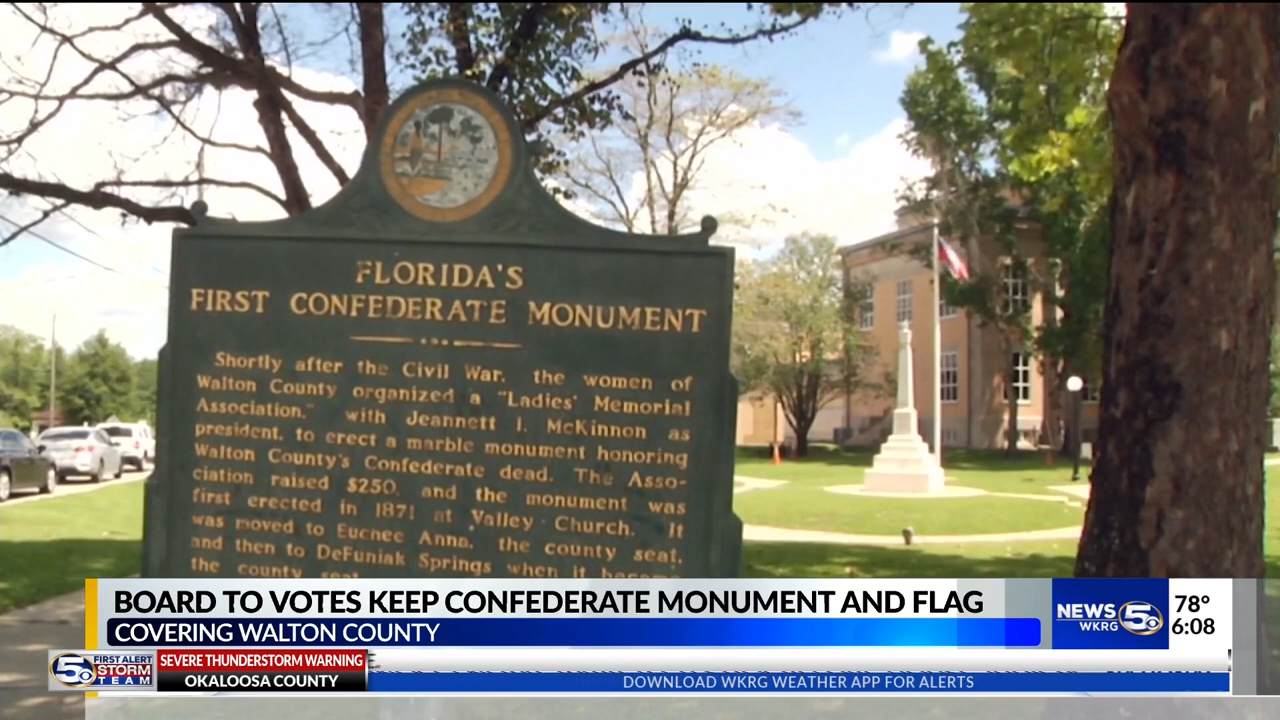 FLORIDA'S
FIRST CONFEDERATE MONUMENT
Shortly after the Civil War, the women of
Walton County organized a "Ladies' Memorial
Association," with Jeannett I. McKinnon as
president, to erect a marble monument honoring
Walton County's Confederate dead. The Asso-
ciation raised $250, and the monument was
first erected in 1871 at Valley Church. It
was moved to Eucnee Anna, the county seat,
and then to DeFuniak Springs when it became
the county seat
BOARD TO VOTES KEEP CONFEDERATE MONUMENT AND FLAG
COVERING WALTON COUNTY
NEWS 5
WKRG
78°
6:08
5 FIRST ALERT
STORM
TEAM
SEVERE THUNDERSTORM WARNING
OKALOOSA COUNTY
DOWNLOAD WKRG WEATHER APP FOR ALERTS